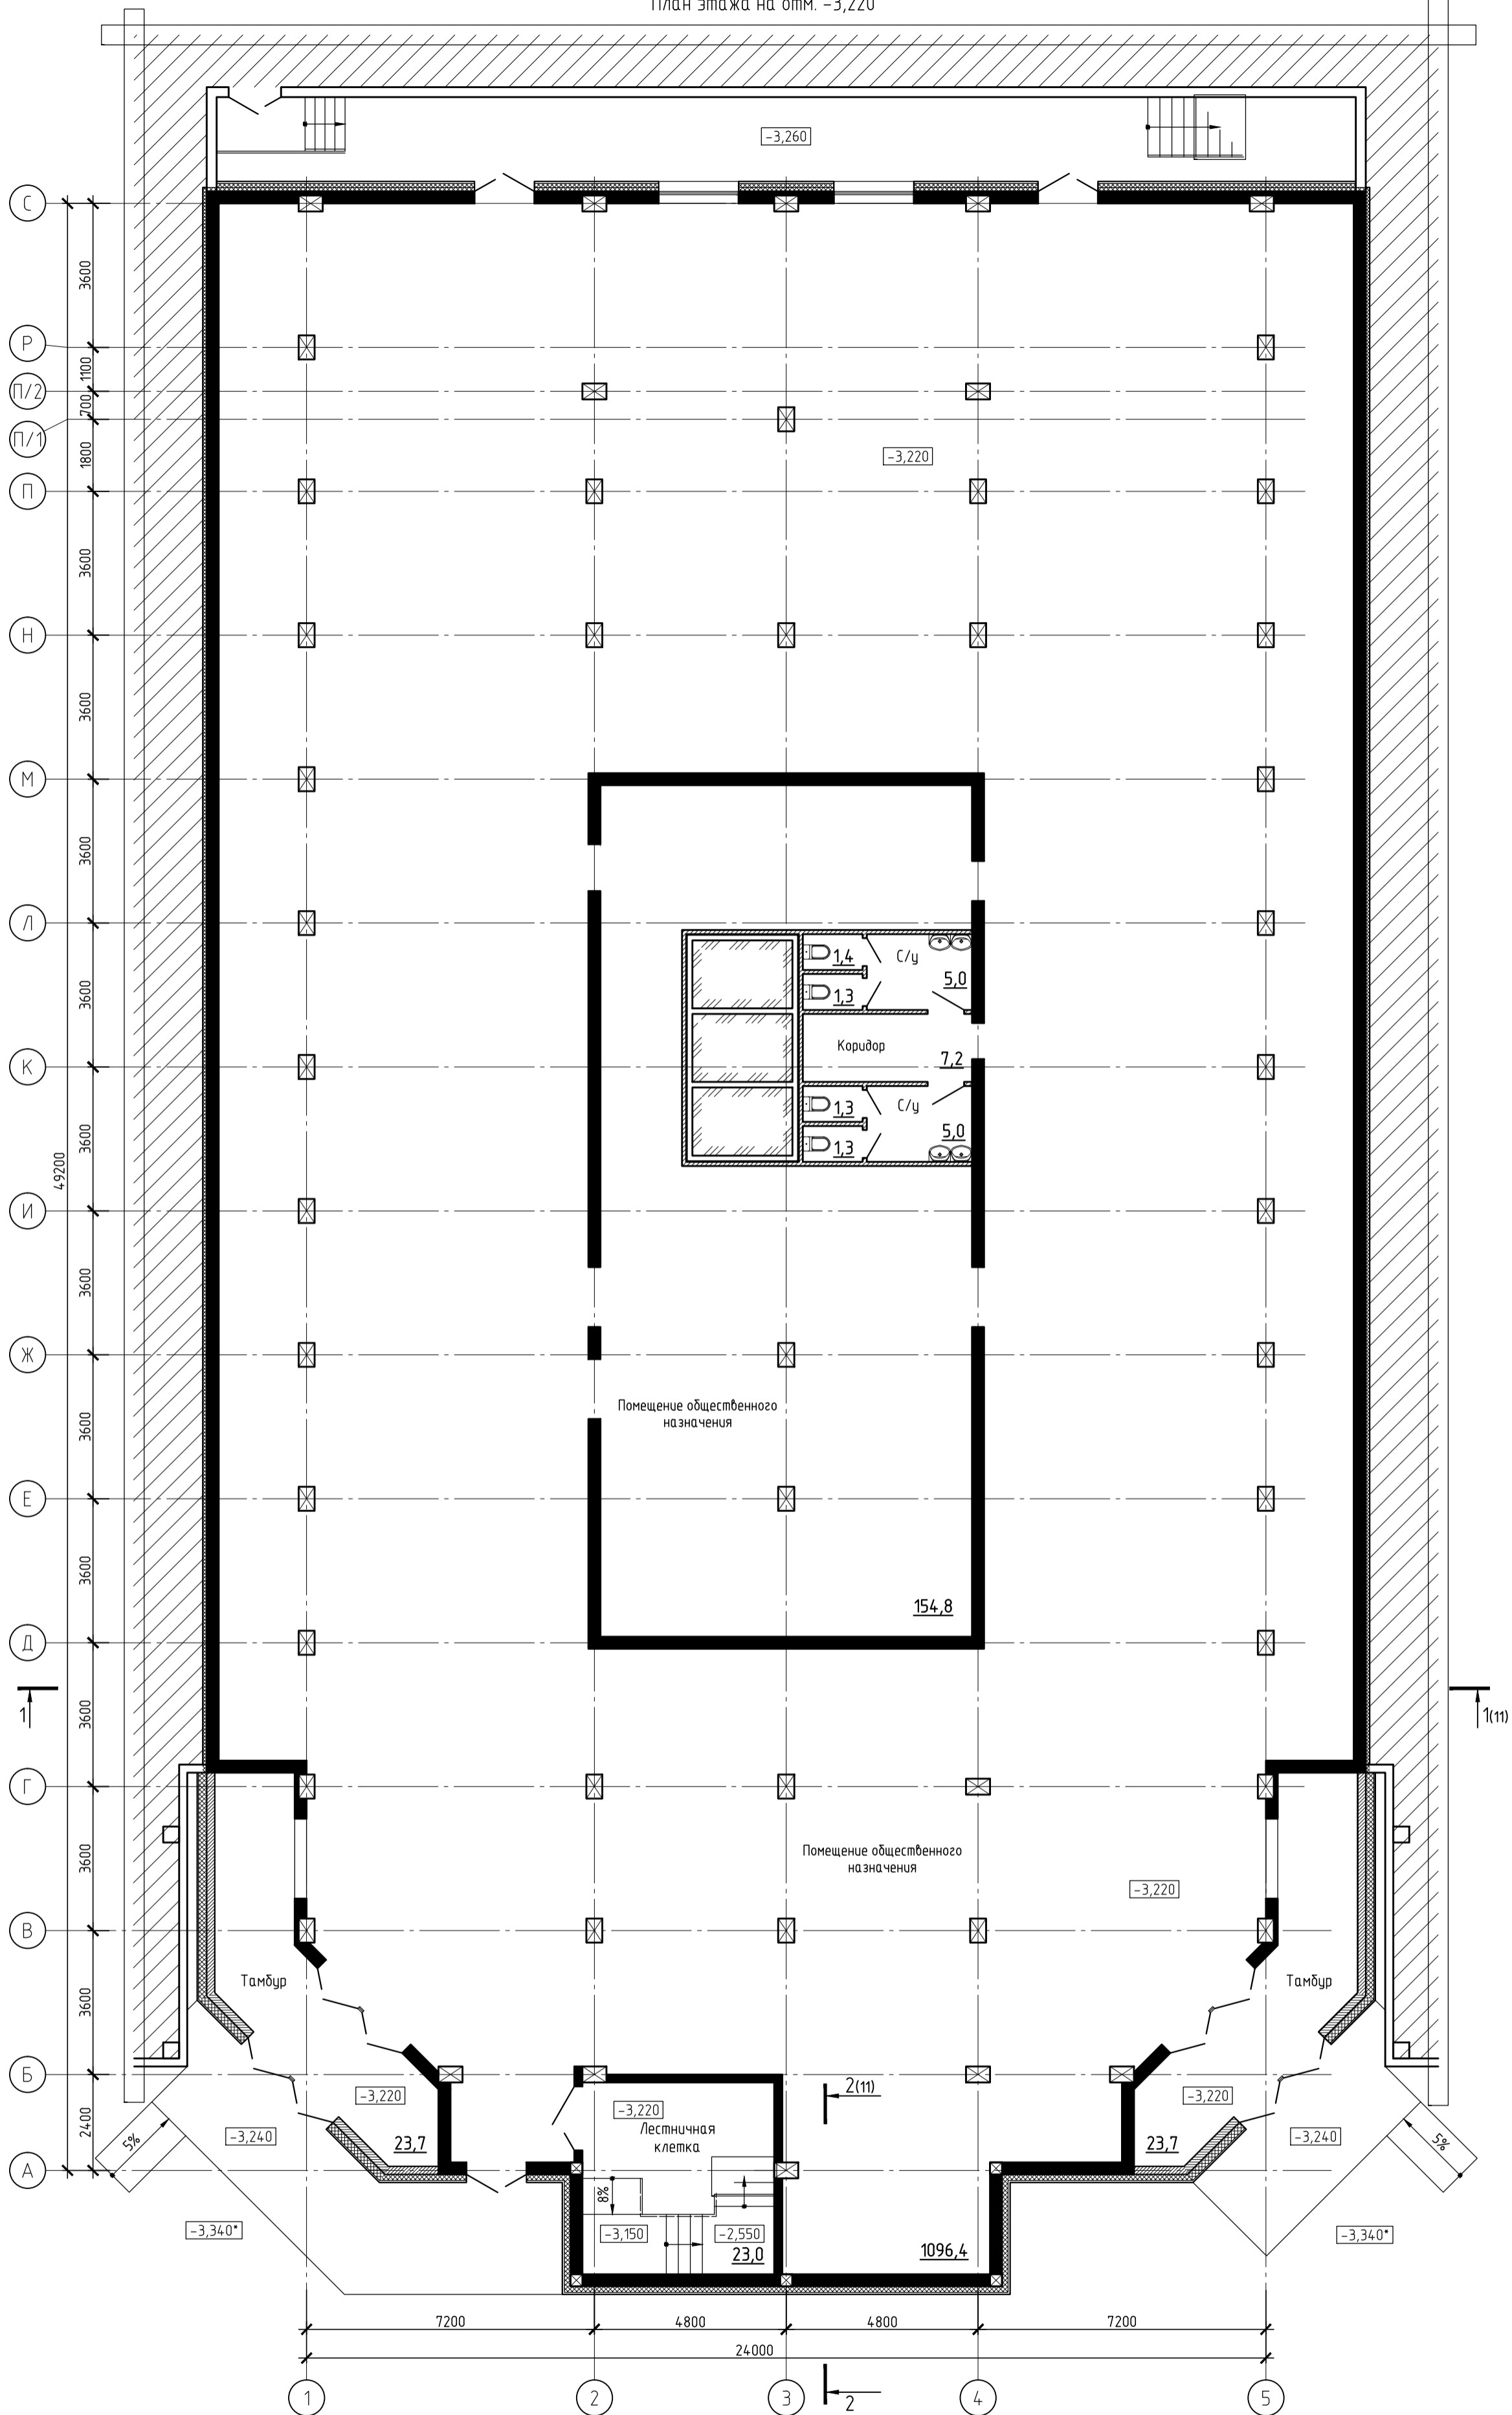 План этажа на отм. -3,220
-3,260
С
3600
Р
1100
П/2
700
П/1
1800
-3,220
П
3600
Н
3600
М
3600
Л
1,4
С/у
5,0
1,3
3600
Коридор
7,2
К
1,3
С/у
5,0
1,3
3600
49200
И
3600
Ж
Помещение общественного
назначения
3600
Е
3600
154,8
Д
1
1(11)
3600
Г
Помещение общественного
назначения
3600
-3,220
В
Тамбур
Тамбур
3600
Б
-3,220
2(11)
-3,220
-3,220
2400
Лестничная
клетка
5%
-3,240
23,7
23,7
-3,240
5%
А
8%
-3,340*
-3,150
-2,550
-3,340*
23,0
1096,4
7200
4800
4800
7200
24000
1
2
3
2
4
5